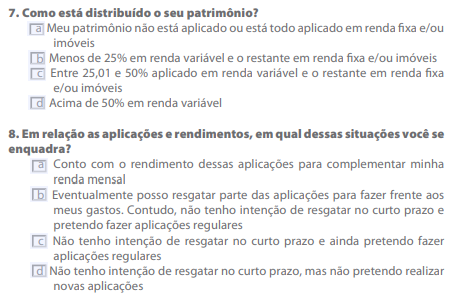 7. Como está distribuído o seu patrimônio?
a Meu patrimônio não está aplicado ou está todo aplicado em renda fixa e/ou
imóveis
b Menos de 25% em renda variável e o restante em renda fixa e/ou imóveis
c Entre 25,01 e 50% aplicado em renda variável e o restante em renda fixa
e/ou imóveis
d Acima de 50% em renda variável
8. Em relação as aplicações e rendimentos, em qual dessas situações você se
enquadra?
a Conto com o rendimento dessas aplicações para complementar minha
renda mensal
b Eventualmente posso resgatar parte das aplicações para fazer frente aos
meus gastos. Contudo, não tenho intenção de resgatar no curto prazo e
pretendo fazer aplicações regulares
c Não tenho intenção de resgatar no curto prazo e ainda pretendo fazer
aplicações regulares
d Não tenho intenção de resgatar no curto prazo, mas não pretendo realizar
novas aplicações